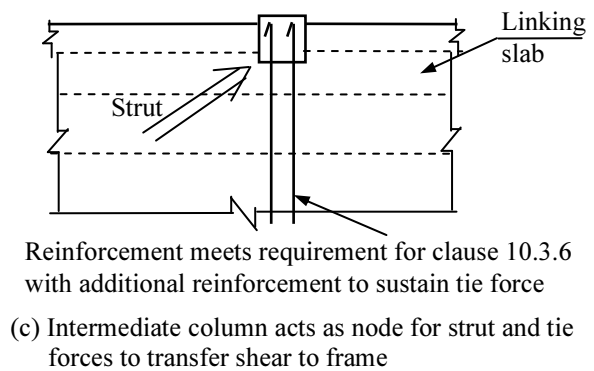 Linking
slab
Strut
Reinforcement meets requirement for clause 10.3.6
with additional reinforcement to sustain tie force
(c) Intermediate column acts as node for strut and tie
forces to transfer shear to frame